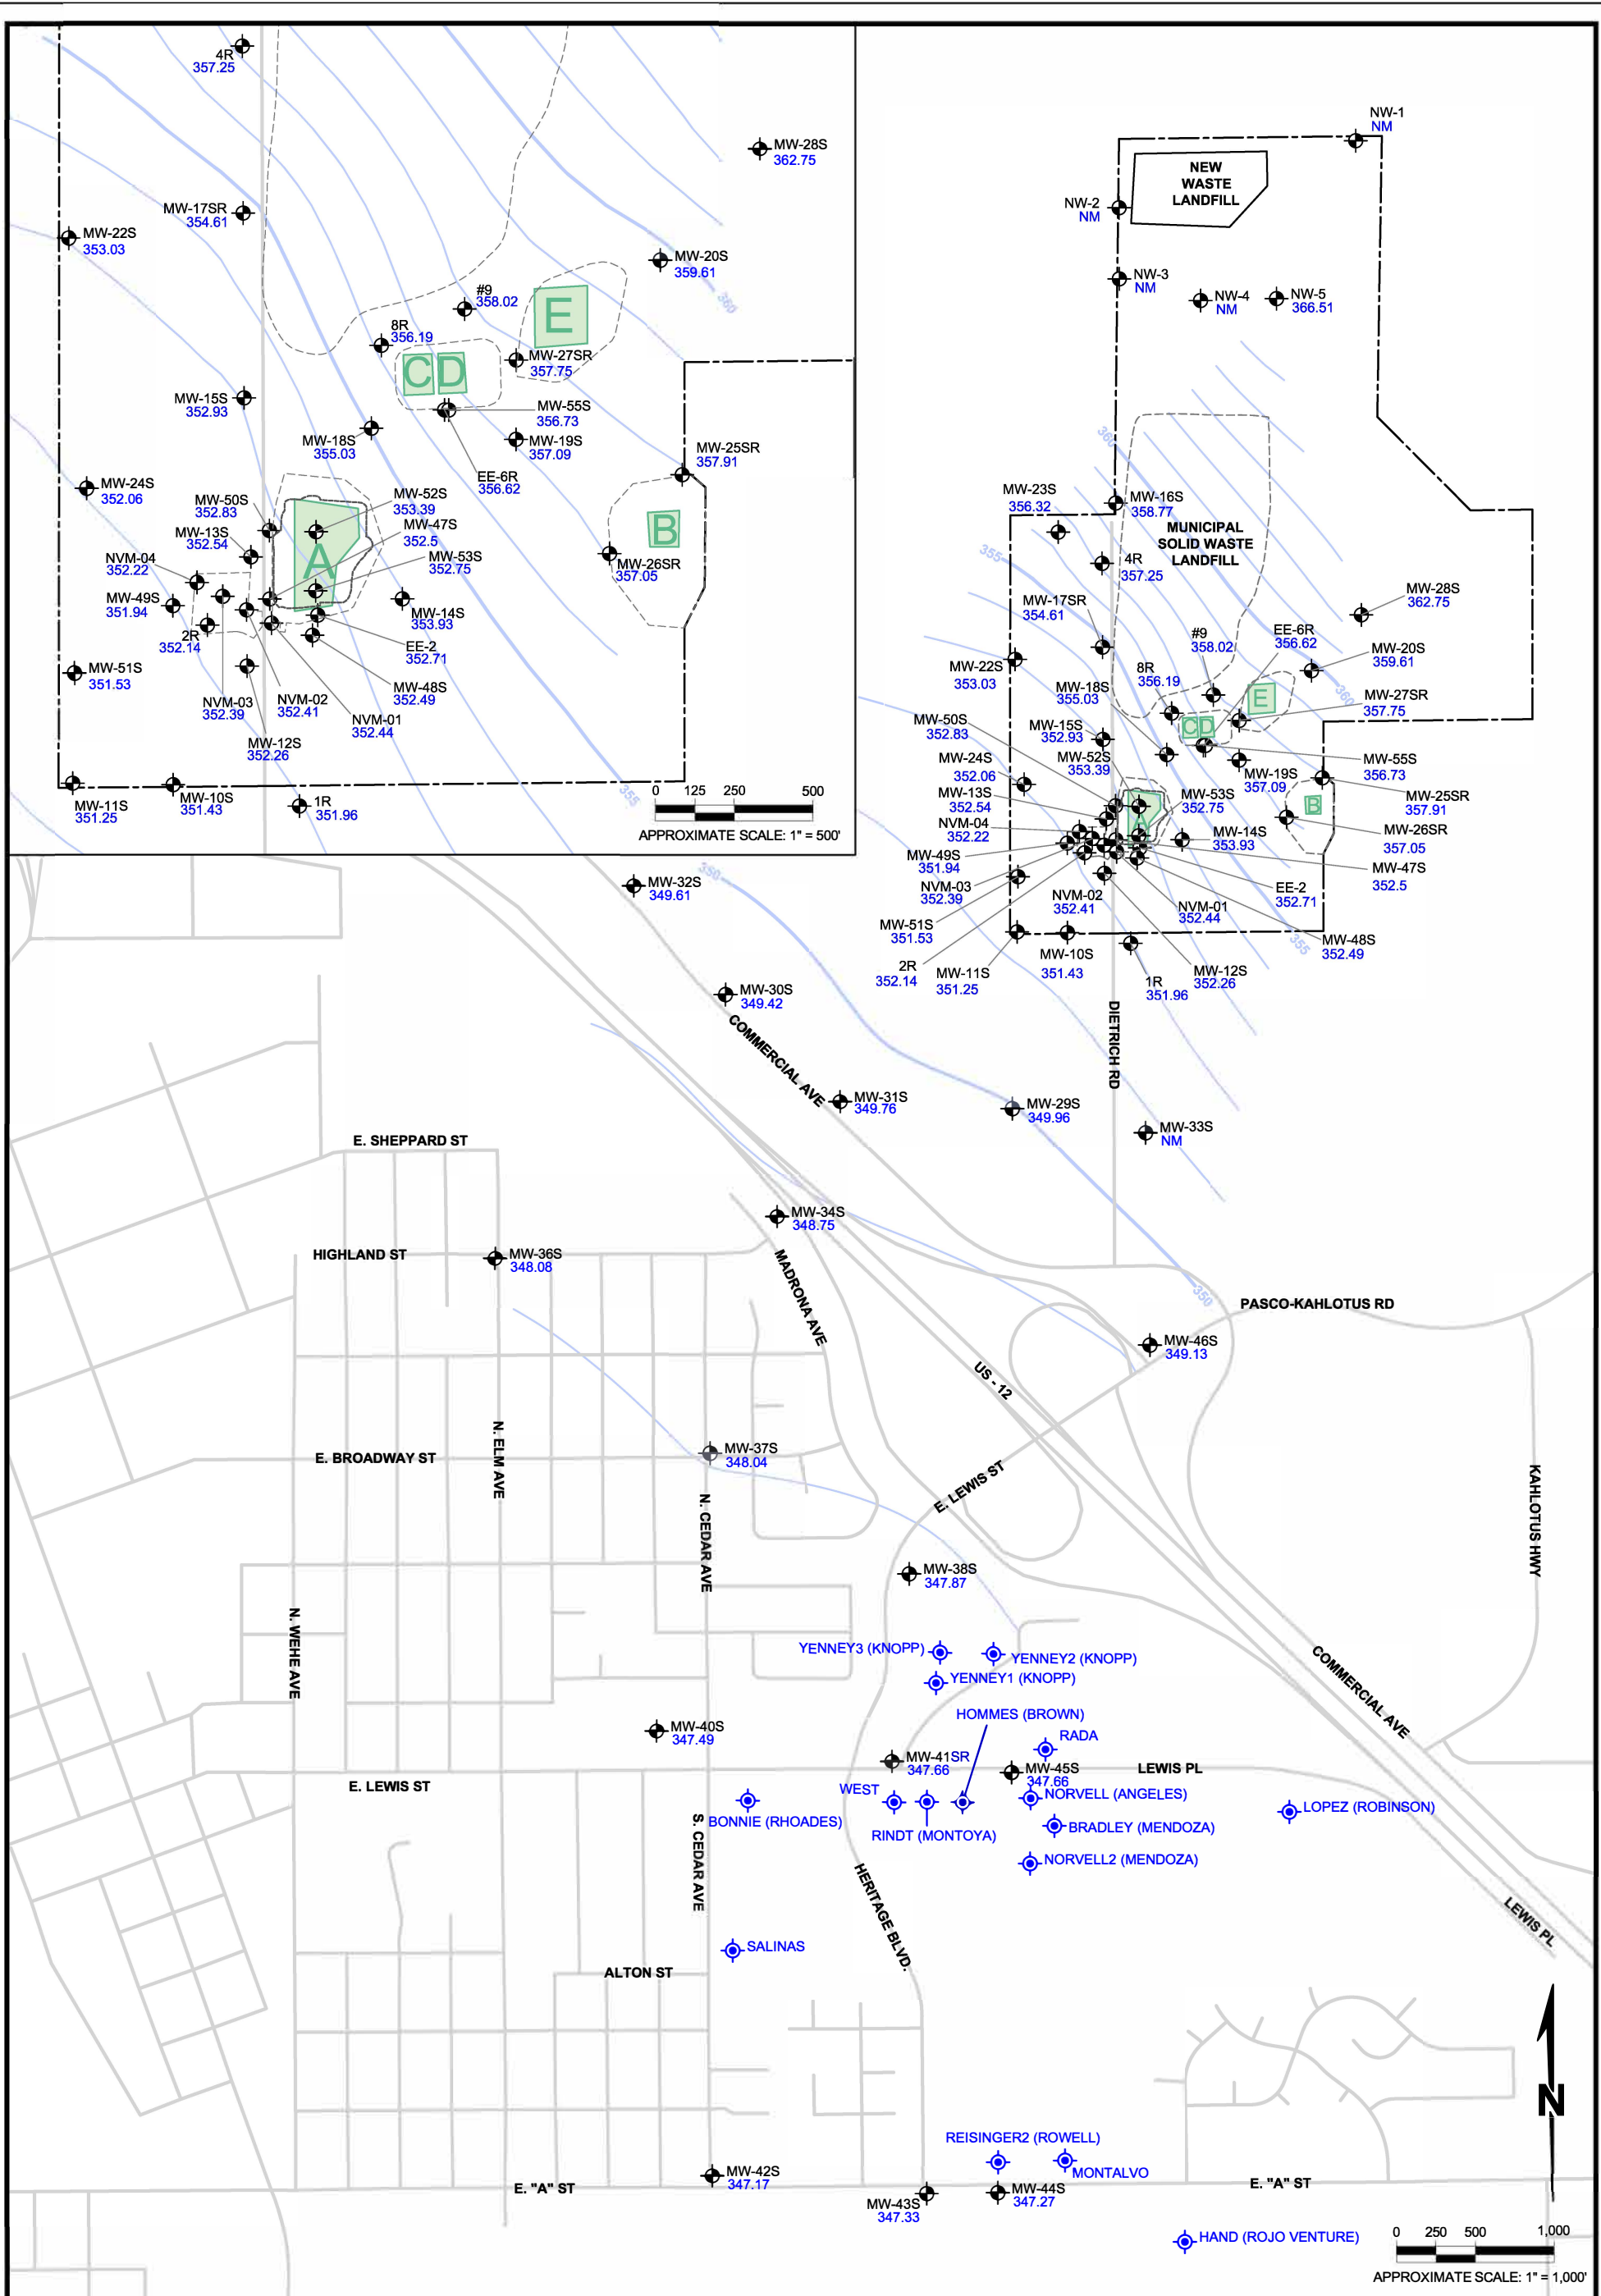 4R
357.25
MW-28S
362.75
MW-17SR
354.61
MW-22S
353.03
MW-20S
359.61
360
#9
358.02
E
8R
356.19
C D
MW-27SR
357.75
MW-15S
352.93
MW-55S
356.73
MW-18S
355.03
MW-19S
357.09
MW-25SR
357.91
EE-6R
356.62
MW-24S
352.06
MW-50S
352.83
MW-52S
353.39
MW-47S
352.5
MW-13S
352.54
B
A
NVM-04
352.22
MW-53S
352.75
MW-26SR
357.05
MW-49S
351.94
MW-14S
353.93
2R
352.14
EE-2
352.71
MW-51S
351.53
MW-48S
352.49
NVM-03
352.39
NVM-02
352.41
NVM-01
352.44
MW-12S
352.26
MW-11S
351.25
MW-10S
351.43
1R
351.96
355
0 125 250 500
APPROXIMATE SCALE: 1" = 500'
NW-1
NM
NEW
WASTE
LANDFILL
NW-2
NM
NW-3
NM
NW-4
NM
NW-5
366.51
360
MW-23S
356.32
MW-16S
358.77
MUNICIPAL
SOLID WASTE
LANDFILL
355
4R
357.25
MW-28S
362.75
MW-17SR
354.61
#9
358.02
EE-6R
356.62
MW-20S
359.61
MW-22S
353.03
8R
356.19
MW-18S
355.03
E
360
MW-27SR
357.75
MW-50S
352.83
MW-15S
352.93
C D
MW-24S
352.06
MW-52S
353.39
MW-55S
356.73
MW-19S
357.09
MW-13S
352.54
MW-53S
352.75
MW-25SR
357.91
B
A
NVM-04
352.22
MW-14S
353.93
MW-26SR
357.05
MW-49S
351.94
MW-47S
352.5
NVM-03
352.39
EE-2
352.71
NVM-02
352.41
NVM-01
352.44
MW-51S
351.53
MW-48S
352.49
355
2R
352.14
MW-11S
351.25
MW-10S
351.43
MW-12S
352.26
1R
351.96
350
MW-32S
349.61
MW-30S
349.42
COMMERCIAL AVE
DIETRICH RD
MW-31S
349.76
MW-29S
349.96
MW-33S
NM
E. SHEPPARD ST
MW-34S
348.75
HIGHLAND ST
MW-36S
348.08
MADRONA AVE
350
PASCO-KAHLOTUS RD
MW-46S
349.13
US - 12
N. ELM AVE
E. BROADWAY ST
MW-37S
348.04
E. LEWIS ST
KAHLOTUS HWY
N. CEDAR AVE
MW-38S
347.87
N. WEHE AVE
YENNEY3 (KNOPP)
YENNEY2 (KNOPP)
YENNEY1 (KNOPP)
COMMERCIAL AVE
HOMMES (BROWN)
MW-40S
347.49
RADA
MW-41SR
347.66
MW-45S
347.66
LEWIS PL
E. LEWIS ST
WEST
NORVELL (ANGELES)
BONNIE (RHOADES)
RINDT (MONTOYA)
BRADLEY (MENDOZA)
LOPEZ (ROBINSON)
NORVELL2 (MENDOZA)
S. CEDAR AVE
HERITAGE BLVD.
LEWIS PL
SALINAS
ALTON ST
N
REISINGER2 (ROWELL)
MONTALVO
MW-42S
347.17
E. "A" ST
MW-43S
347.33
MW-44S
347.27
E. "A" ST
HAND (ROJO VENTURE)
0 250 500 1,000
APPROXIMATE SCALE: 1" = 1,000'